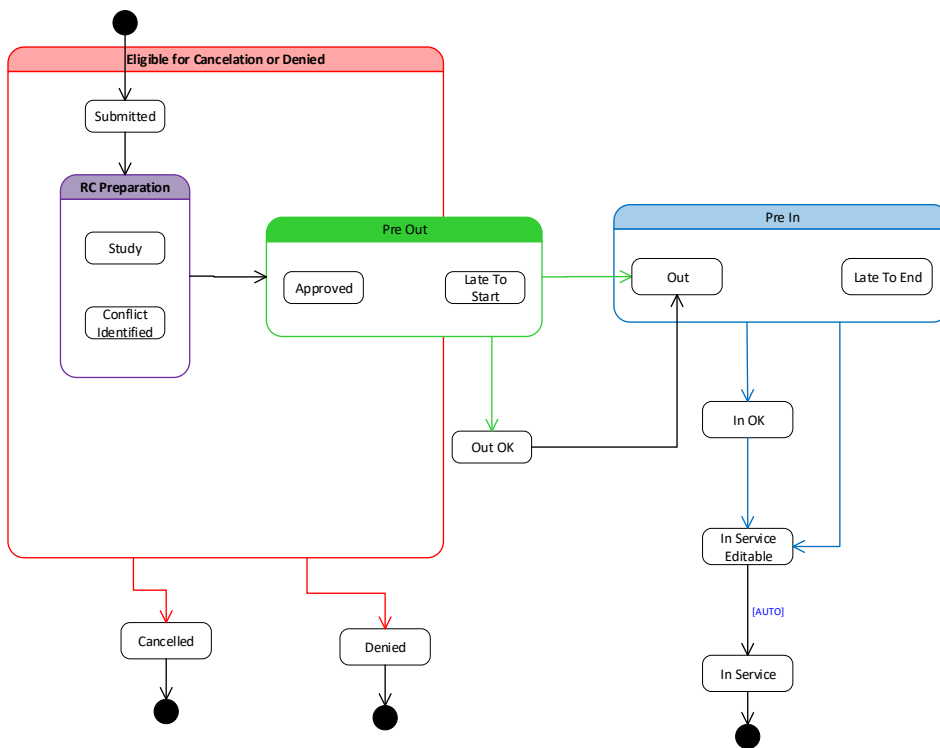 Eligible for Cancelation or Denied
Submitted
RC Preparation
Study
Conflict
Identified
Pre Out
Approved
Late To
Start
Pre In
Out
Late To End
Out OK
In OK
In Service
Editable
[AUTO]
Cancelled
Denied
In Service